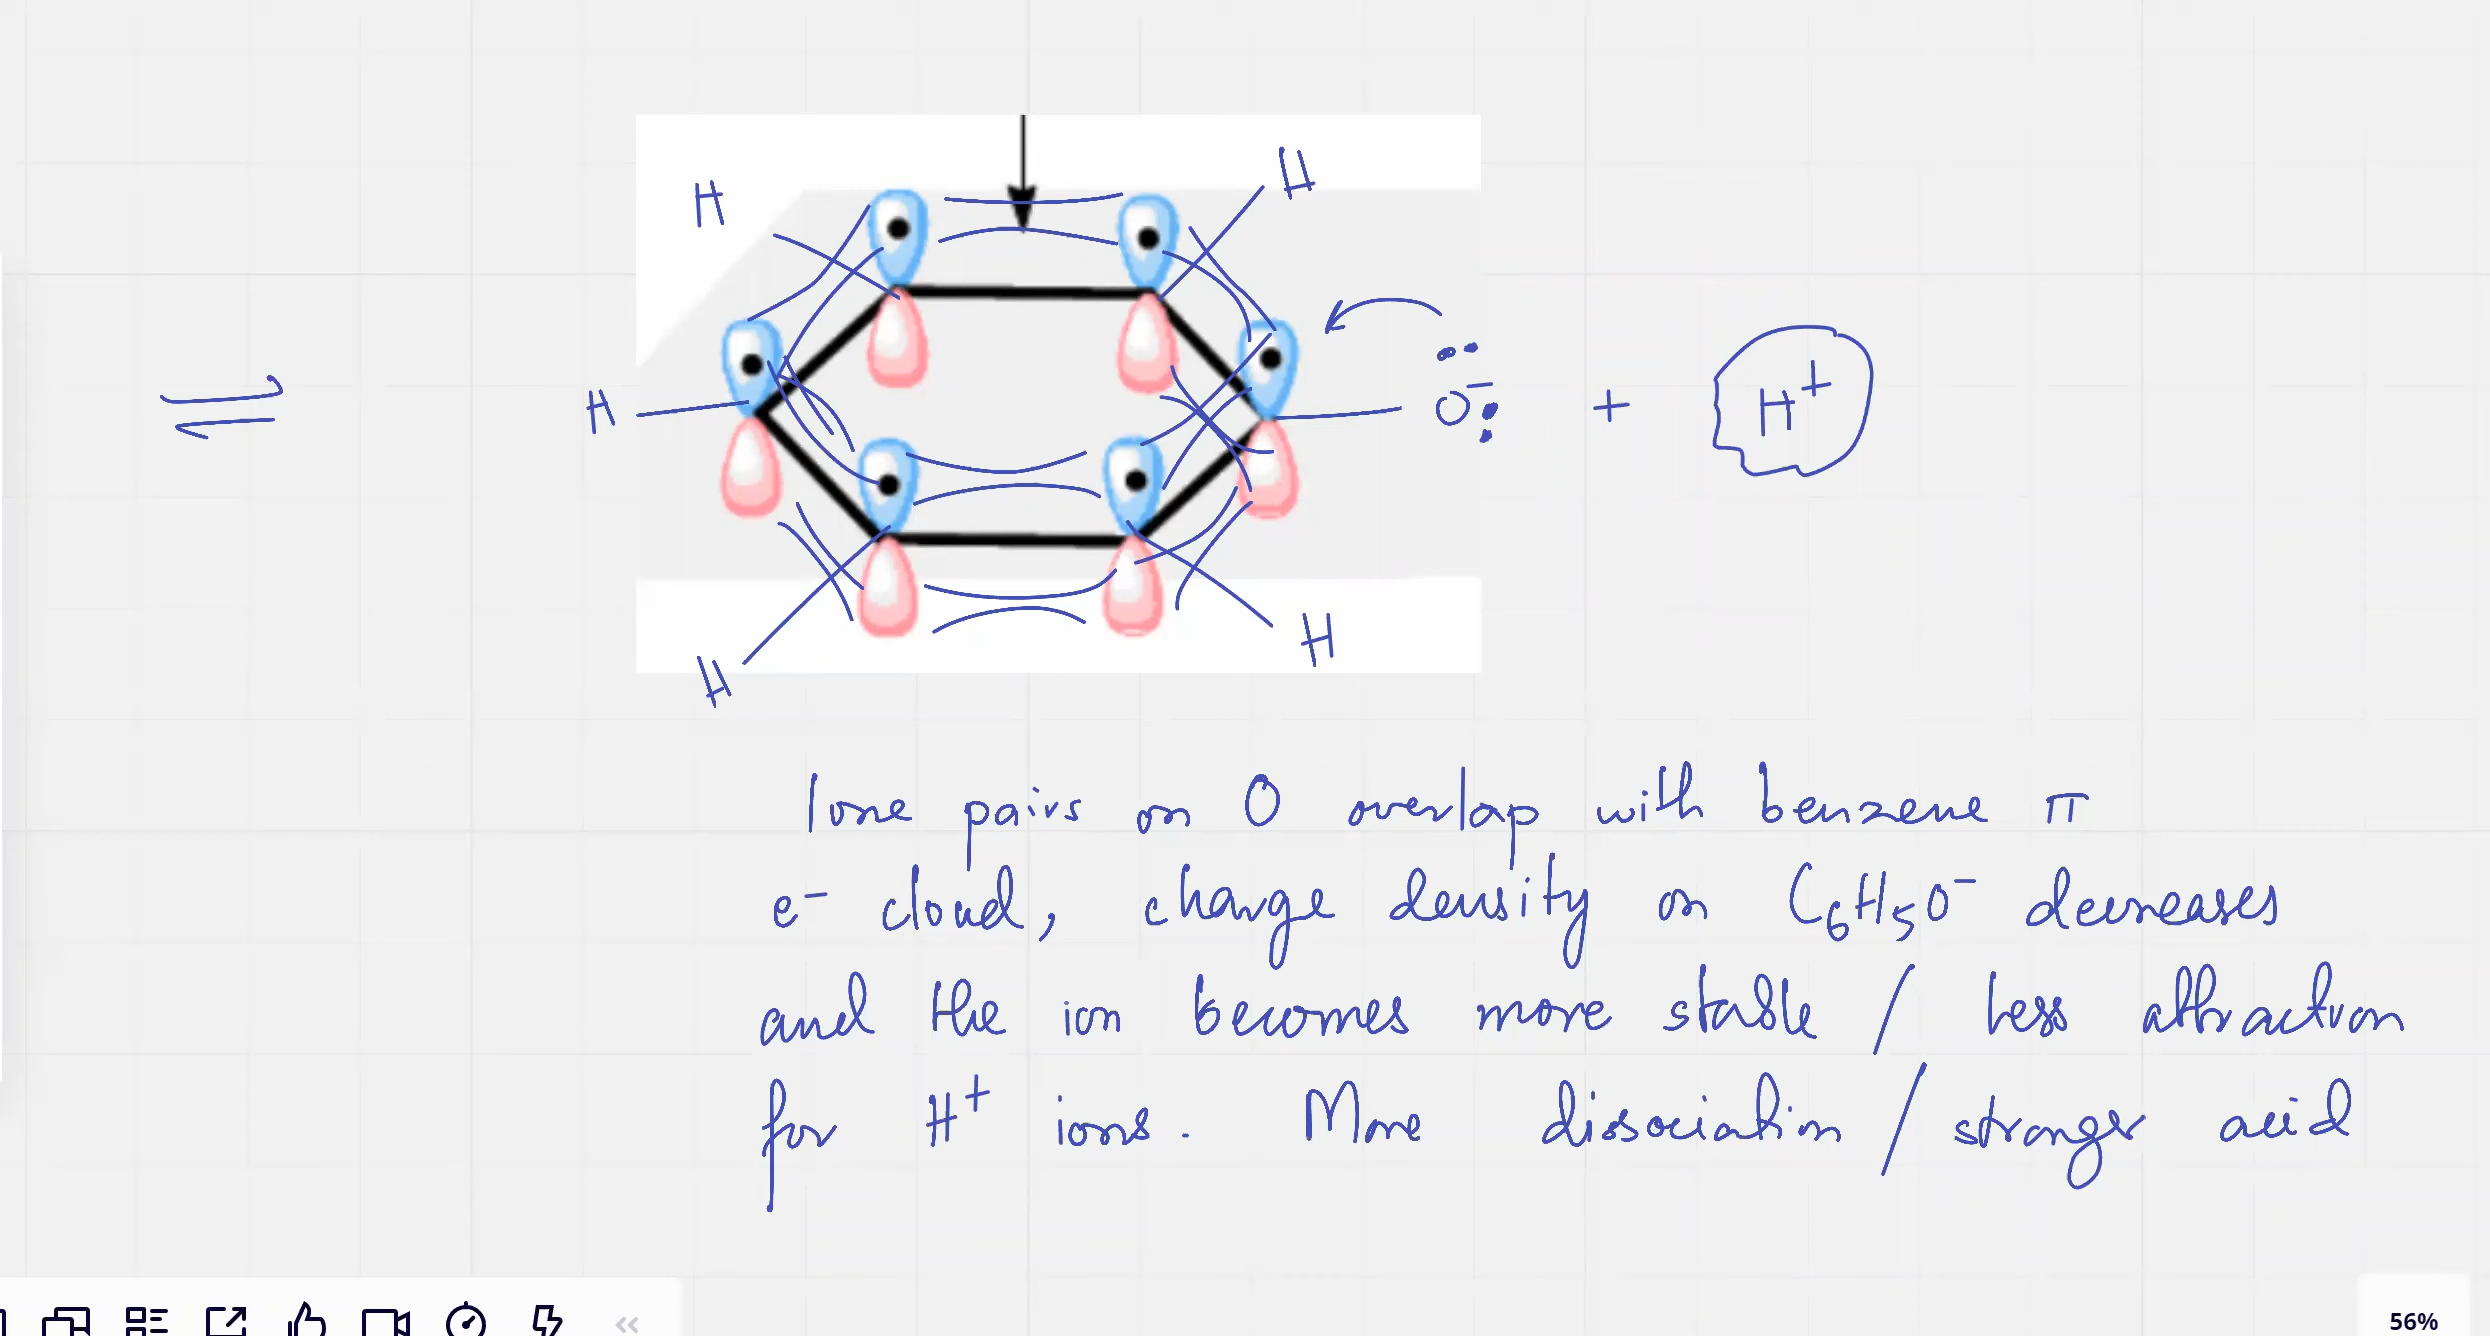 H H
H O⁻ + H⁺
H H
lone pairs on O overlap with benzene π
e⁻ cloud, charge density on C₆H₅O⁻ decreases
and the ion becomes more stable / less attraction
for H⁺ ions. More dissociation / stronger acid
56%